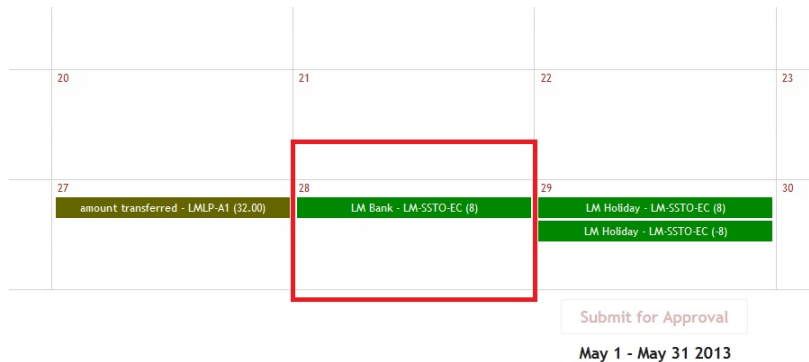 20
21
22
23
27
28
29
30
amount transferred - LMLP-A1 (32.00)
LM Bank - LM-SSTO-EC (8)
LM Holiday - LM-SSTO-EC (8)
LM Holiday - LM-SSTO-EC (-8)
Submit for Approval
May 1 - May 31 2013